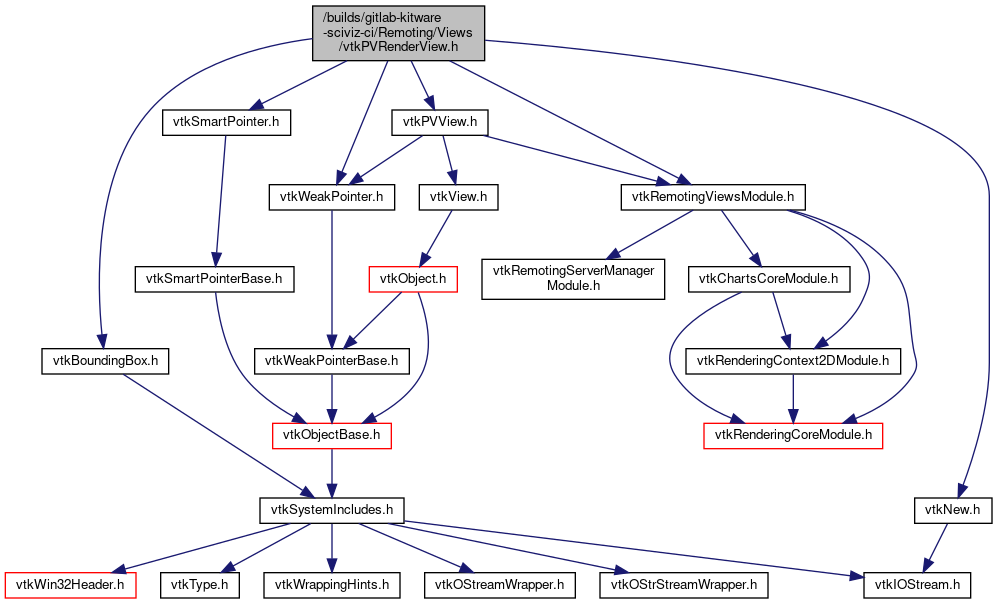 /builds/gitlab-kitware
-sciviz-ci/Remoting/Views
/vtkPVRenderView.h
vtkSmartPointer.h
vtkPVView.h
vtkWeakPointer.h
vtkView.h
vtkRemotingViewsModule.h
vtkSmartPointerBase.h
vtkObject.h
vtkRemotingServerManager
Module.h
vtkChartsCoreModule.h
vtkBoundingBox.h
vtkWeakPointerBase.h
vtkRenderingContext2DModule.h
vtkObjectBase.h
vtkRenderingCoreModule.h
vtkSystemIncludes.h
vtkNew.h
vtkWin32Header.h
vtkType.h
vtkWrappingHints.h
vtkOStreamWrapper.h
vtkOStrStreamWrapper.h
vtkIOStream.h